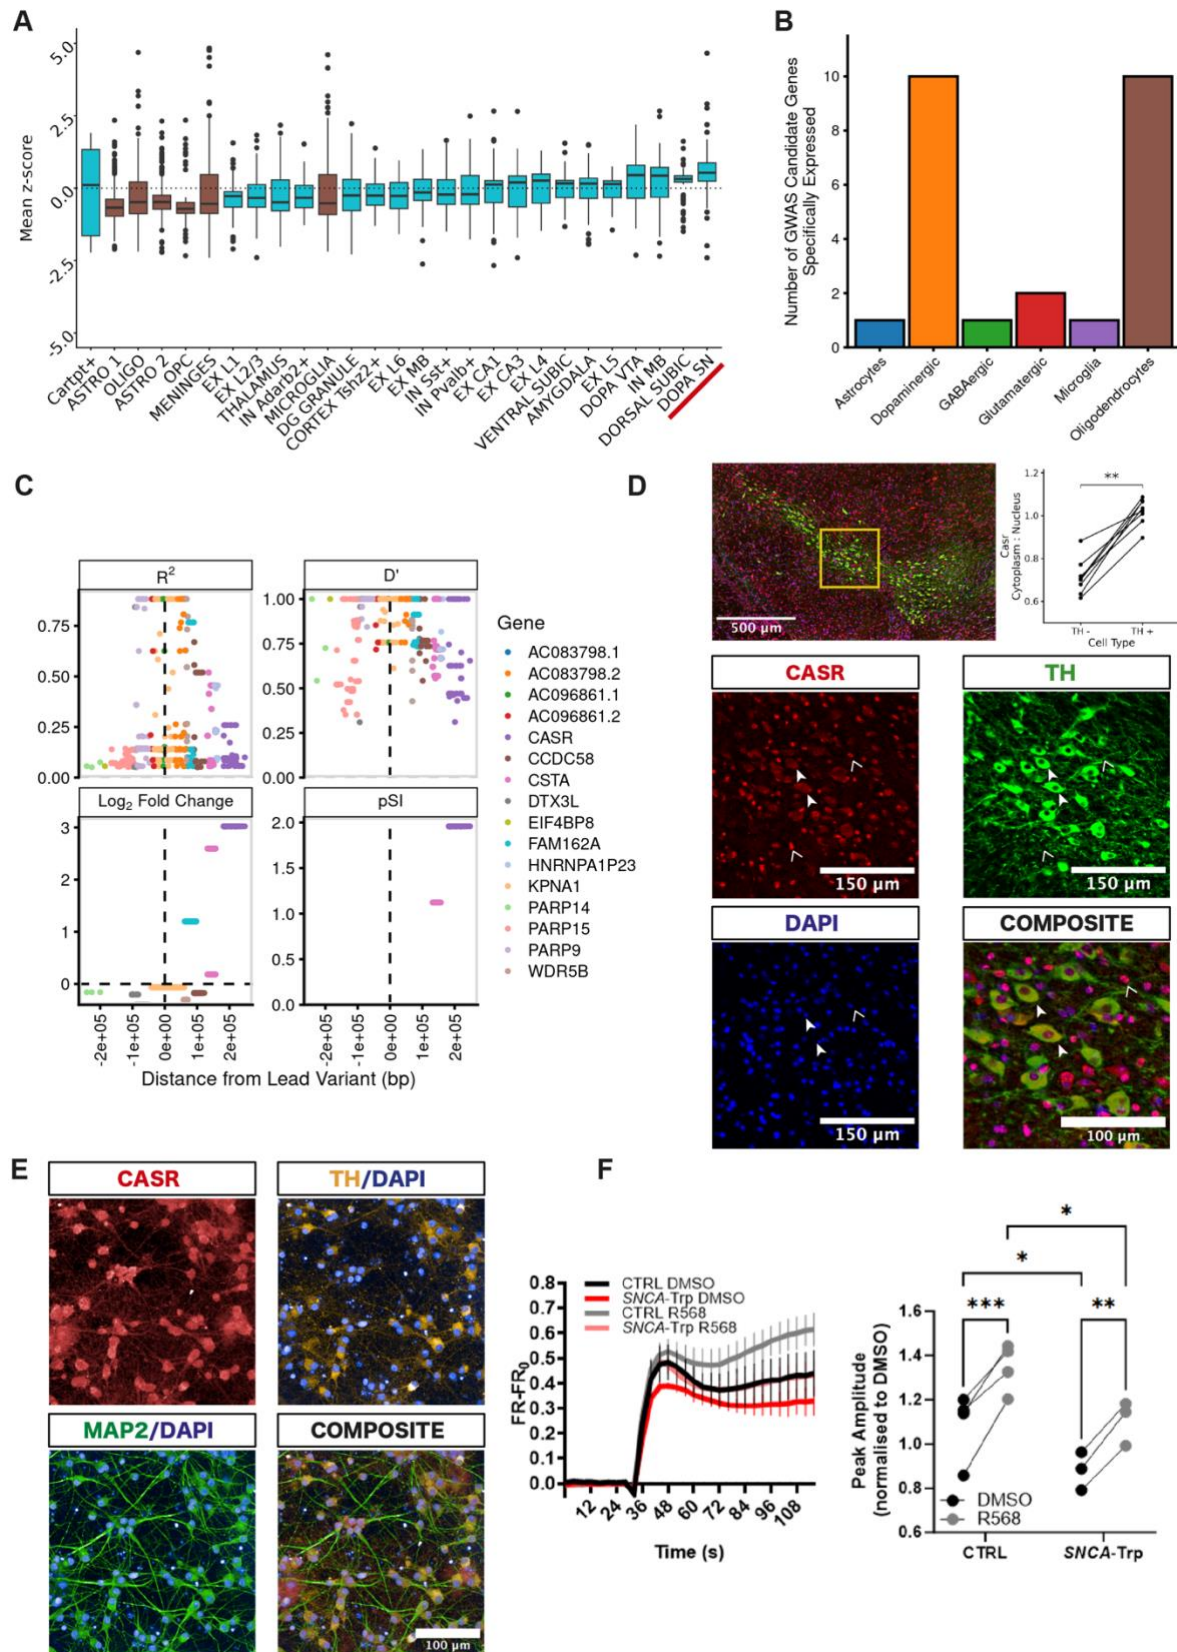 A
Mean z-score
5.0
2.5
0.0
-2.5
-5.0
Cartpt+
ASTRO 1
OLIGO
ASTRO 2
OPC
MENINGES
EX L1
EX L2/3
THALAMUS
IN Adarb2+
MICROGLIA
DG GRANULE
CORTEX Tshz2+
EX L6
EX MB
IN Sst+
IN Pvalb+
EX CA1
EX CA3
EX L4
VENTRAL SUBIC
AMYGDALA
EX L5
DOPA VTA
IN MB
DORSAL SUBIC
DOPA SN
B
Number of GWAS Candidate Genes
Specifically Expressed
10
8
6
4
2
0
Astrocytes
Dopaminergic
GABAergic
Glutamatergic
Microglia
Oligodendrocytes
C
R²
D'
0.75
0.50
0.25
0.00
1.00
0.75
0.50
0.25
0.00
Log₂ Fold Change
pSI
3
2
1
0
2.0
1.5
1.0
0.5
0.0
-2e+05
-1e+05
0e+00
1e+05
2e+05
-2e+05
-1e+05
0e+00
1e+05
2e+05
Distance from Lead Variant (bp)
Gene
AC083798.1
AC083798.2
AC096861.1
AC096861.2
CASR
CCDC58
CSTA
DTX3L
EIF4BP8
FAM162A
HNRNPA1P23
KPNA1
PARP14
PARP15
PARP9
WDR5B
D
500 µm
Casr
Cytoplasm : Nucleus
1.2
1.0
0.8
0.6
**
TH -
TH +
Cell Type
CASR
TH
150 µm
150 µm
DAPI
COMPOSITE
150 µm
100 µm
E
CASR
TH/DAPI
MAP2/DAPI
COMPOSITE
100 µm
F
FR-FR₀
0.8
0.7
0.6
0.5
0.4
0.3
0.2
0.1
0.0
CTRL DMSO
SNCA-Trp DMSO
CTRL R568
SNCA-Trp R568
12
24
36
48
60
72
84
96
108
Time (s)
Peak Amplitude
(normalised to DMSO)
1.6
1.4
1.2
1.0
0.8
0.6
*
*
***
**
DMSO
R568
CTRL
SNCA-Trp